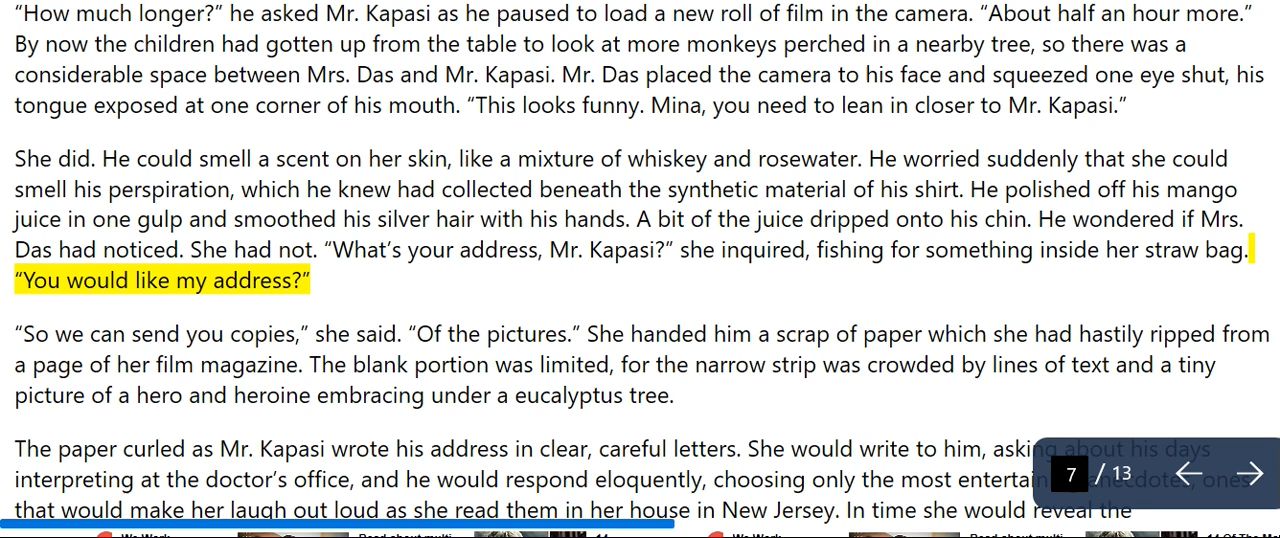 “How much longer?” he asked Mr. Kapasi as he paused to load a new roll of film in the camera. “About half an hour more.”
By now the children had gotten up from the table to look at more monkeys perched in a nearby tree, so there was a
considerable space between Mrs. Das and Mr. Kapasi. Mr. Das placed the camera to his face and squeezed one eye shut, his
tongue exposed at one corner of his mouth. “This looks funny. Mina, you need to lean in closer to Mr. Kapasi.”
She did. He could smell a scent on her skin, like a mixture of whiskey and rosewater. He worried suddenly that she could
smell his perspiration, which he knew had collected beneath the synthetic material of his shirt. He polished off his mango
juice in one gulp and smoothed his silver hair with his hands. A bit of the juice dripped onto his chin. He wondered if Mrs.
Das had noticed. She had not. “What’s your address, Mr. Kapasi?” she inquired, fishing for something inside her straw bag.
“You would like my address?”
“So we can send you copies,” she said. “Of the pictures.” She handed him a scrap of paper which she had hastily ripped from
a page of her film magazine. The blank portion was limited, for the narrow strip was crowded by lines of text and a tiny
picture of a hero and heroine embracing under a eucalyptus tree.
The paper curled as Mr. Kapasi wrote his address in clear, careful letters. She would write to him, asking about his days
interpreting at the doctor’s office, and he would respond eloquently, choosing only the most entertaining anecdotes, ones
that would make her laugh out loud as she read them in her house in New Jersey. In time she would reveal the
7 / 13